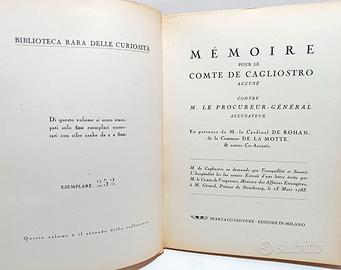 BIBLIOTECA RARA DELLE CURIOSITÀ
Di questo volume si sono stam-
pati solo 500 esemplari nume-
rati con cifre arabe da 1 a 500.
ESEMPLARE 252
Questo volume è il secondo della collezione
MÉMOIRE
POUR LE
COMTE DE CAGLIOSTRO
ACCUSÉ
CONTRE
M. LE PROCUREUR-GÉNÉRAL
ACCUSATEUR
En présence de M. le Cardinal DE ROHAN,
de la Comtesse DE LA MOTTE,
& autres Co-Accusés.
M. de Cagliostro ne demande que Tranquillité et Sureté:
l'hospitalité les lui assure. Extrait d'une lettre écrite par
M. le Comte de Vergennes, Ministre des Affaires Étrangères,
à M. Gérard, Préteur de Strasbourg, le 13 Mars 1783.
SPARTACO GIOVENE - EDITORE IN MILANO
subito